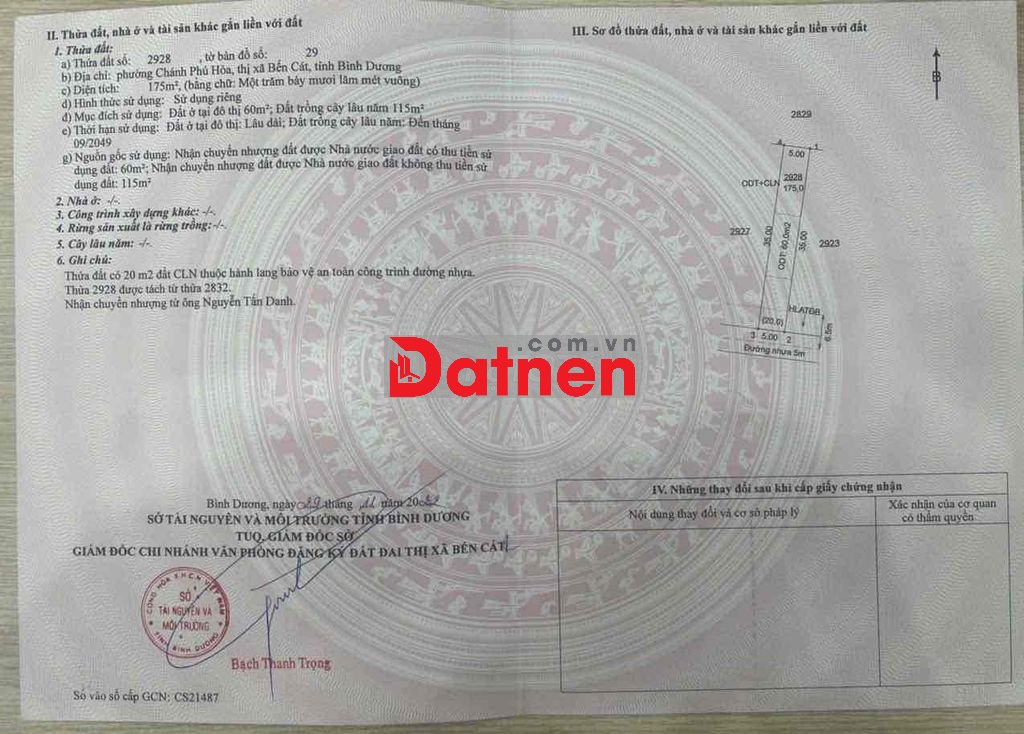 II. Thửa đất, nhà ở và tài sản khác gắn liền với đất
1. Thửa đất:
a) Thửa đất số: 2928 , tờ bản đồ số: 29
b) Địa chỉ: phường Chánh Phú Hòa, thị xã Bến Cát, tỉnh Bình Dương
c) Diện tích: 175m², (bằng chữ: Một trăm bảy mươi lăm mét vuông)
d) Hình thức sử dụng: Sử dụng riêng
đ) Mục đích sử dụng: Đất ở tại đô thị 60m²; Đất trồng cây lâu năm 115m²
e) Thời hạn sử dụng: Đất ở tại đô thị: Lâu dài; Đất trồng cây lâu năm: Đến tháng
09/2049
g) Nguồn gốc sử dụng: Nhận chuyển nhượng đất được Nhà nước giao đất có thu tiền sử
dụng đất: 60m²; Nhận chuyển nhượng đất được Nhà nước giao đất không thu tiền sử
dụng đất: 115m²
2. Nhà ở: -/-.
3. Công trình xây dựng khác: -/-.
4. Rừng sản xuất là rừng trồng: -/-.
5. Cây lâu năm: -/-.
6. Ghi chú:
Thửa đất có 20 m2 đất CLN thuộc hành lang bảo vệ an toàn công trình đường nhựa.
Thửa 2928 được tách từ thửa 2832.
Nhận chuyển nhượng từ ông Nguyễn Tấn Danh.
Bình Dương, ngày 29 tháng 11 năm 20
SỞ TÀI NGUYÊN VÀ MÔI TRƯỜNG TỈNH BÌNH DƯƠNG
TUQ. GIÁM ĐỐC SỞ
GIÁM ĐỐC CHI NHÁNH VĂN PHÒNG ĐĂNG KÝ ĐẤT ĐAI THỊ XÃ BẾN CÁT
CỘNG HÒA X.H.C.N VIỆT NAM
SỞ
TÀI NGUYÊN VÀ
MÔI TRƯỜNG
TỈNH BÌNH DƯƠNG
Bạch Thanh Trọng
Số vào sổ cấp GCN: CS21487
III. Sơ đồ thửa đất, nhà ở và tài sản khác gắn liền với đất
B
2829
4 1
5.00
ODT+CLN
2928
175,0
2927
35.00
ODT: 60,0m2
35.00
2923
HLATĐB
(20,0)
6.5m
3 5.00 2
Đường nhựa 5m
.com.vn
Datnen
IV. Những thay đổi sau khi cấp giấy chứng nhận
Nội dung thay đổi và cơ sở pháp lý
Xác nhận của cơ quan
có thẩm quyền